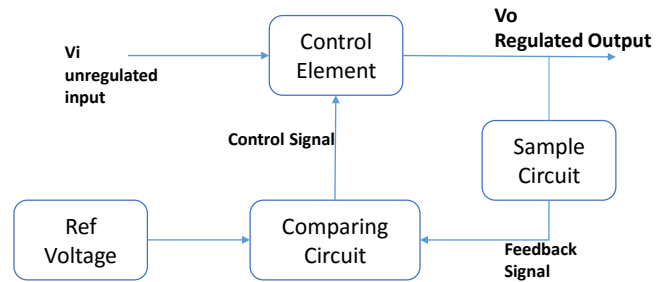 Vi
unregulated
input
Control
Element
Vo
Regulated Output
Control Signal
Sample
Circuit
Ref
Voltage
Comparing
Circuit
Feedback
Signal